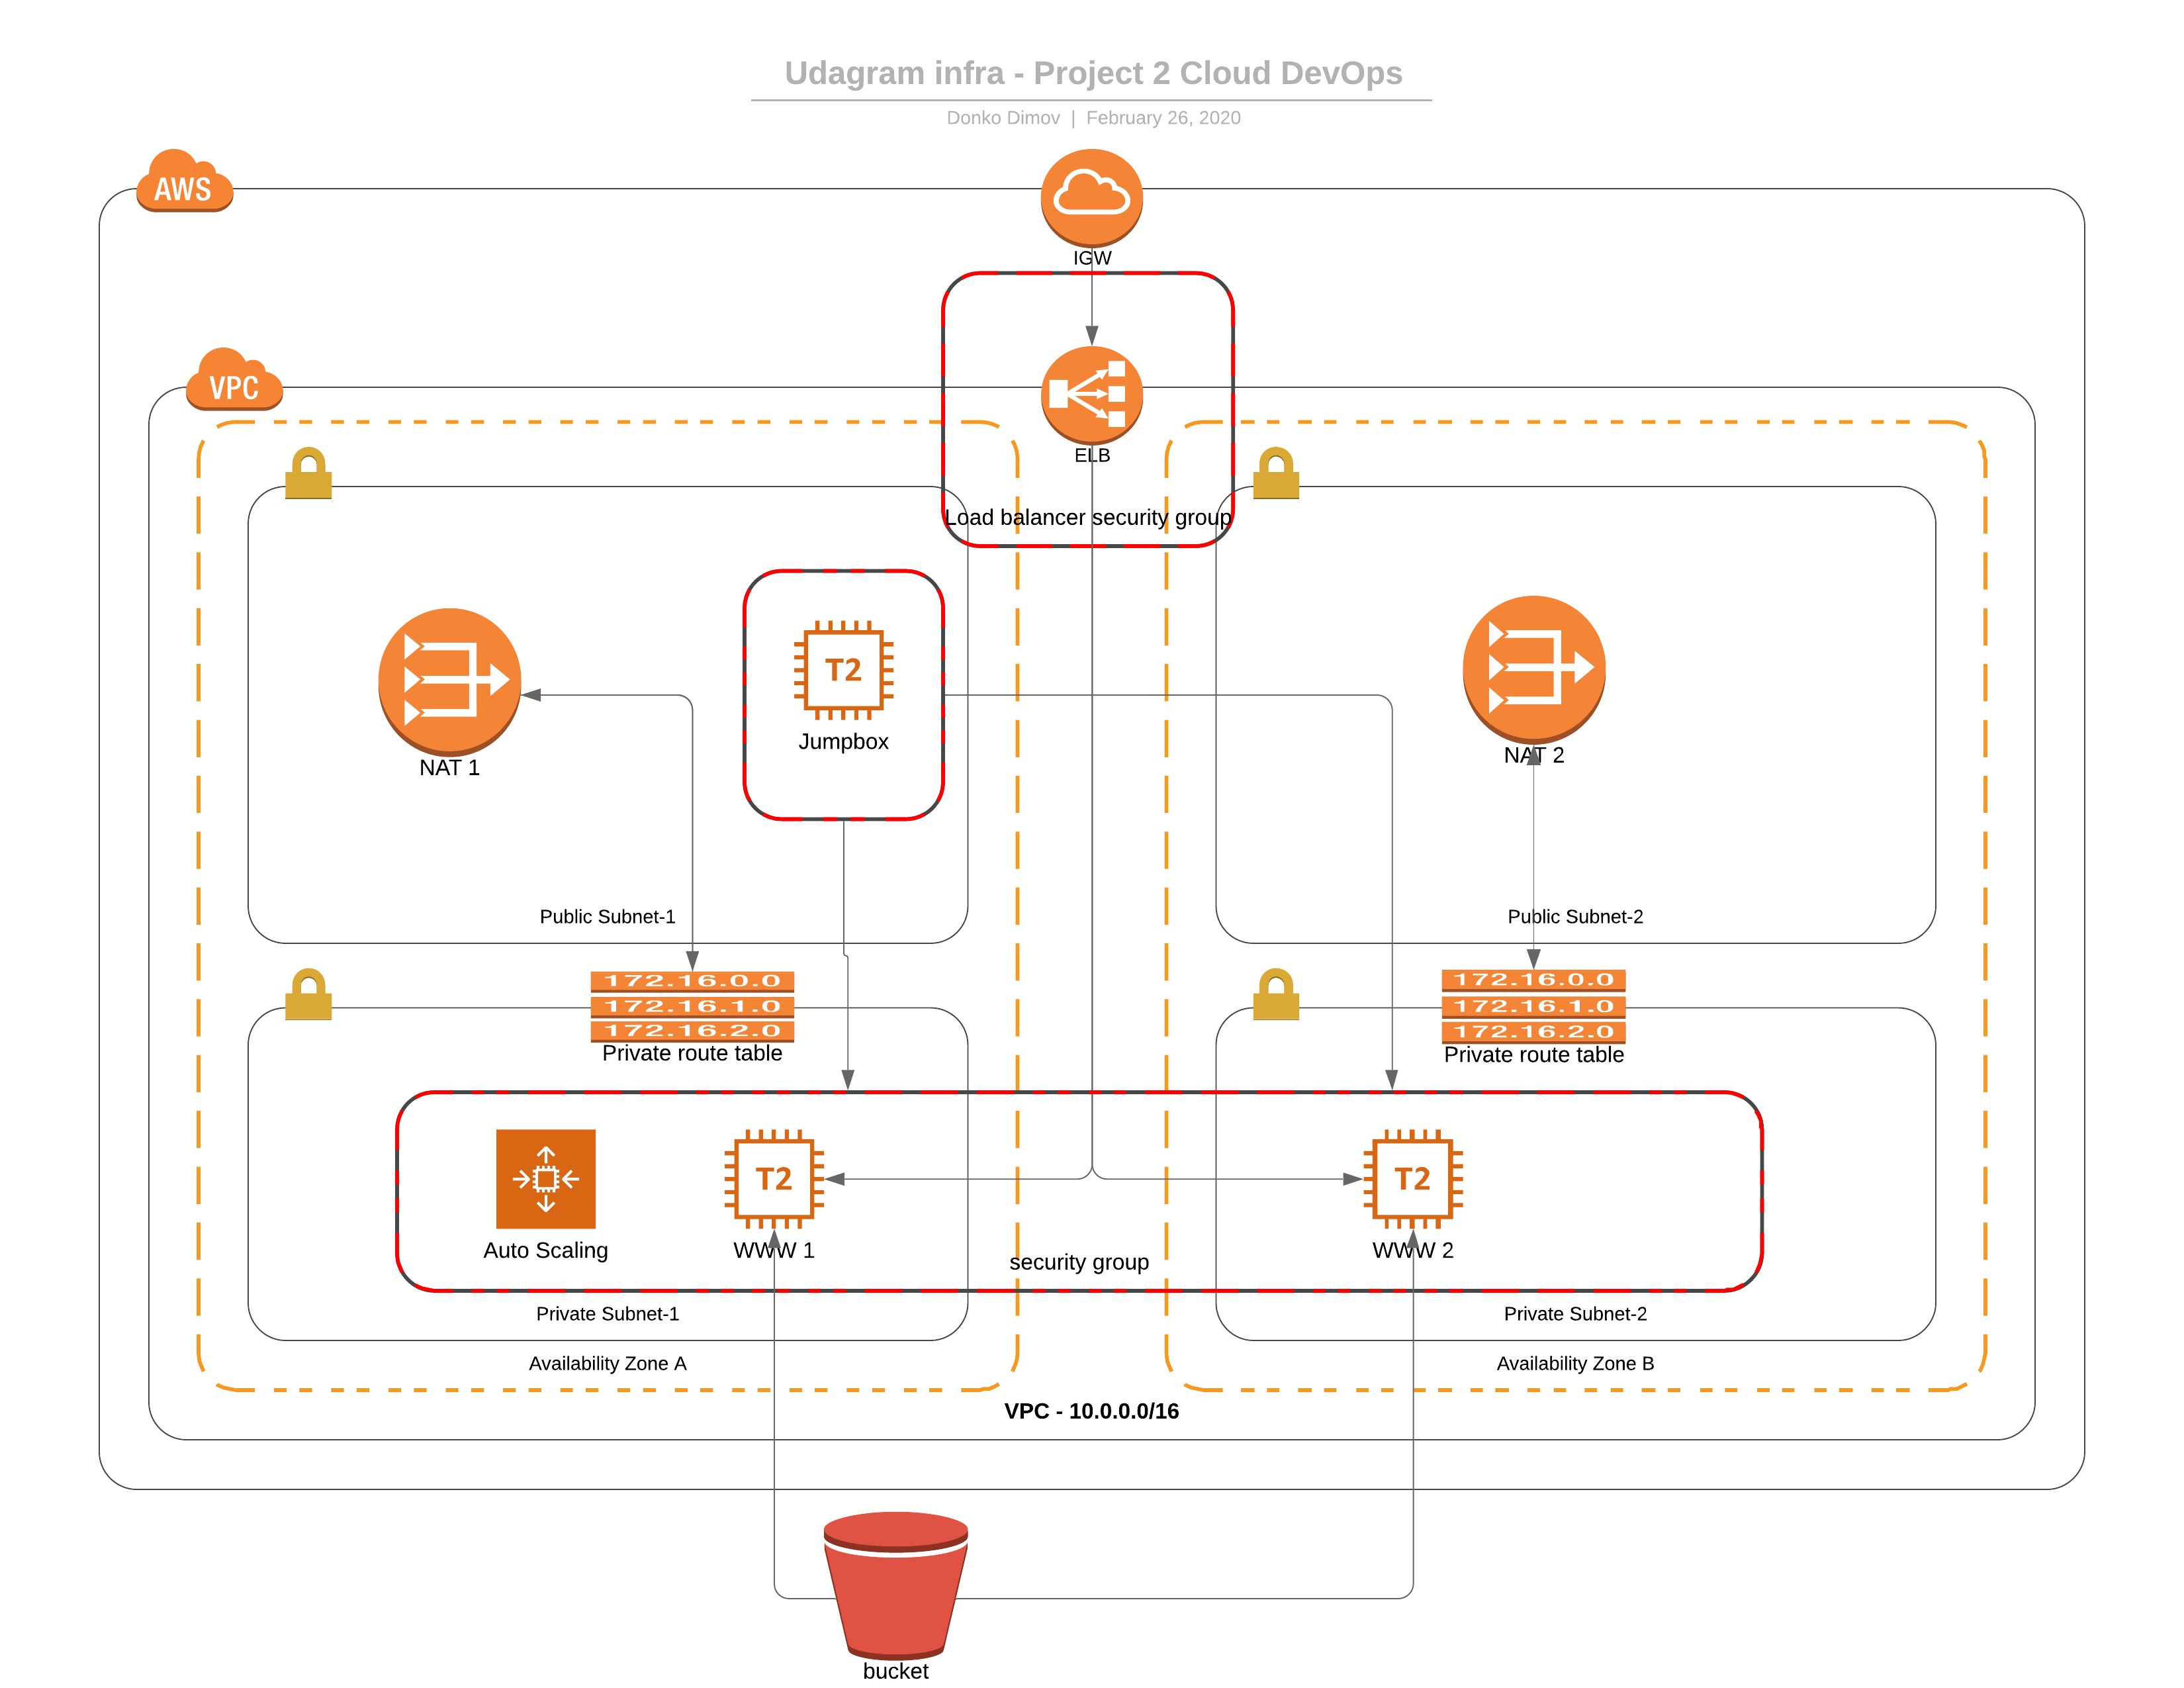 Udagram infra - Project 2 Cloud DevOps
Donko Dimov | February 26, 2020
AWS
IGW
VPC
ELB
Load balancer security group
T2
Jumpbox
NAT 1
NAT 2
Public Subnet-1
Public Subnet-2
172.16.0.0
172.16.1.0
172.16.2.0
Private route table
172.16.0.0
172.16.1.0
172.16.2.0
Private route table
T2
T2
Auto Scaling
WWW 1
WWW 2
security group
Private Subnet-1
Private Subnet-2
Availability Zone A
Availability Zone B
VPC - 10.0.0.0/16
bucket